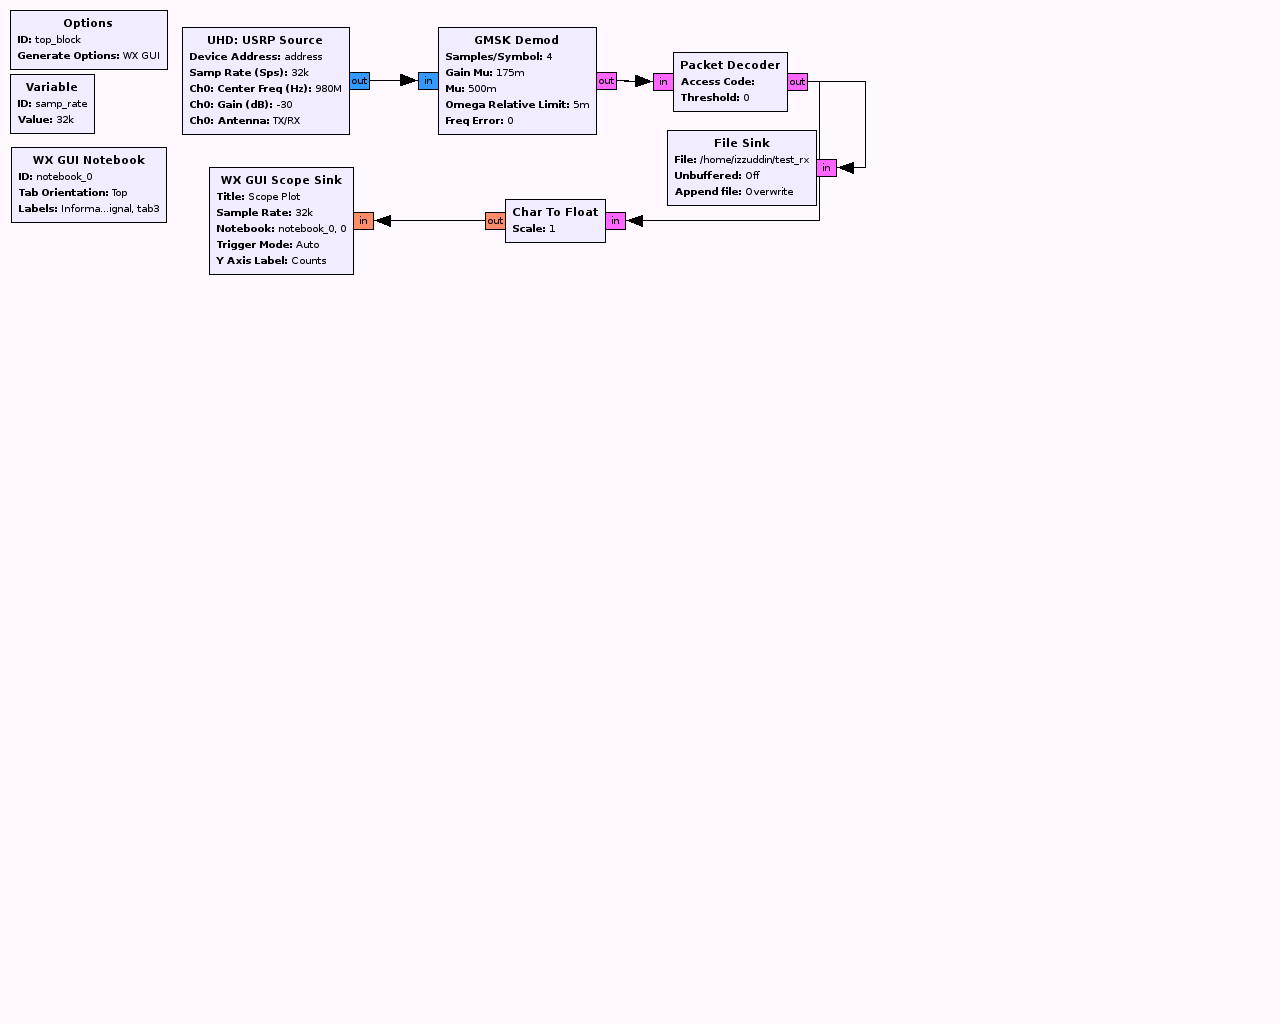 Options
ID: top_block
Generate Options: WX GUI
Variable
ID: samp_rate
Value: 32k
WX GUI Notebook
ID: notebook_0
Tab Orientation: Top
Labels: Informa...ignal, tab3
UHD: USRP Source
Device Address: address
Samp Rate (Sps): 32k
Ch0: Center Freq (Hz): 980M
Ch0: Gain (dB): -30
Ch0: Antenna: TX/RX
out
in
GMSK Demod
Samples/Symbol: 4
Gain Mu: 175m
Mu: 500m
Omega Relative Limit: 5m
Freq Error: 0
out
in
Packet Decoder
Access Code:
Threshold: 0
out
File Sink
File: /home/izzuddin/test_rx
Unbuffered: Off
Append file: Overwrite
in
WX GUI Scope Sink
Title: Scope Plot
Sample Rate: 32k
Notebook: notebook_0, 0
Trigger Mode: Auto
Y Axis Label: Counts
in
out
Char To Float
Scale: 1
in